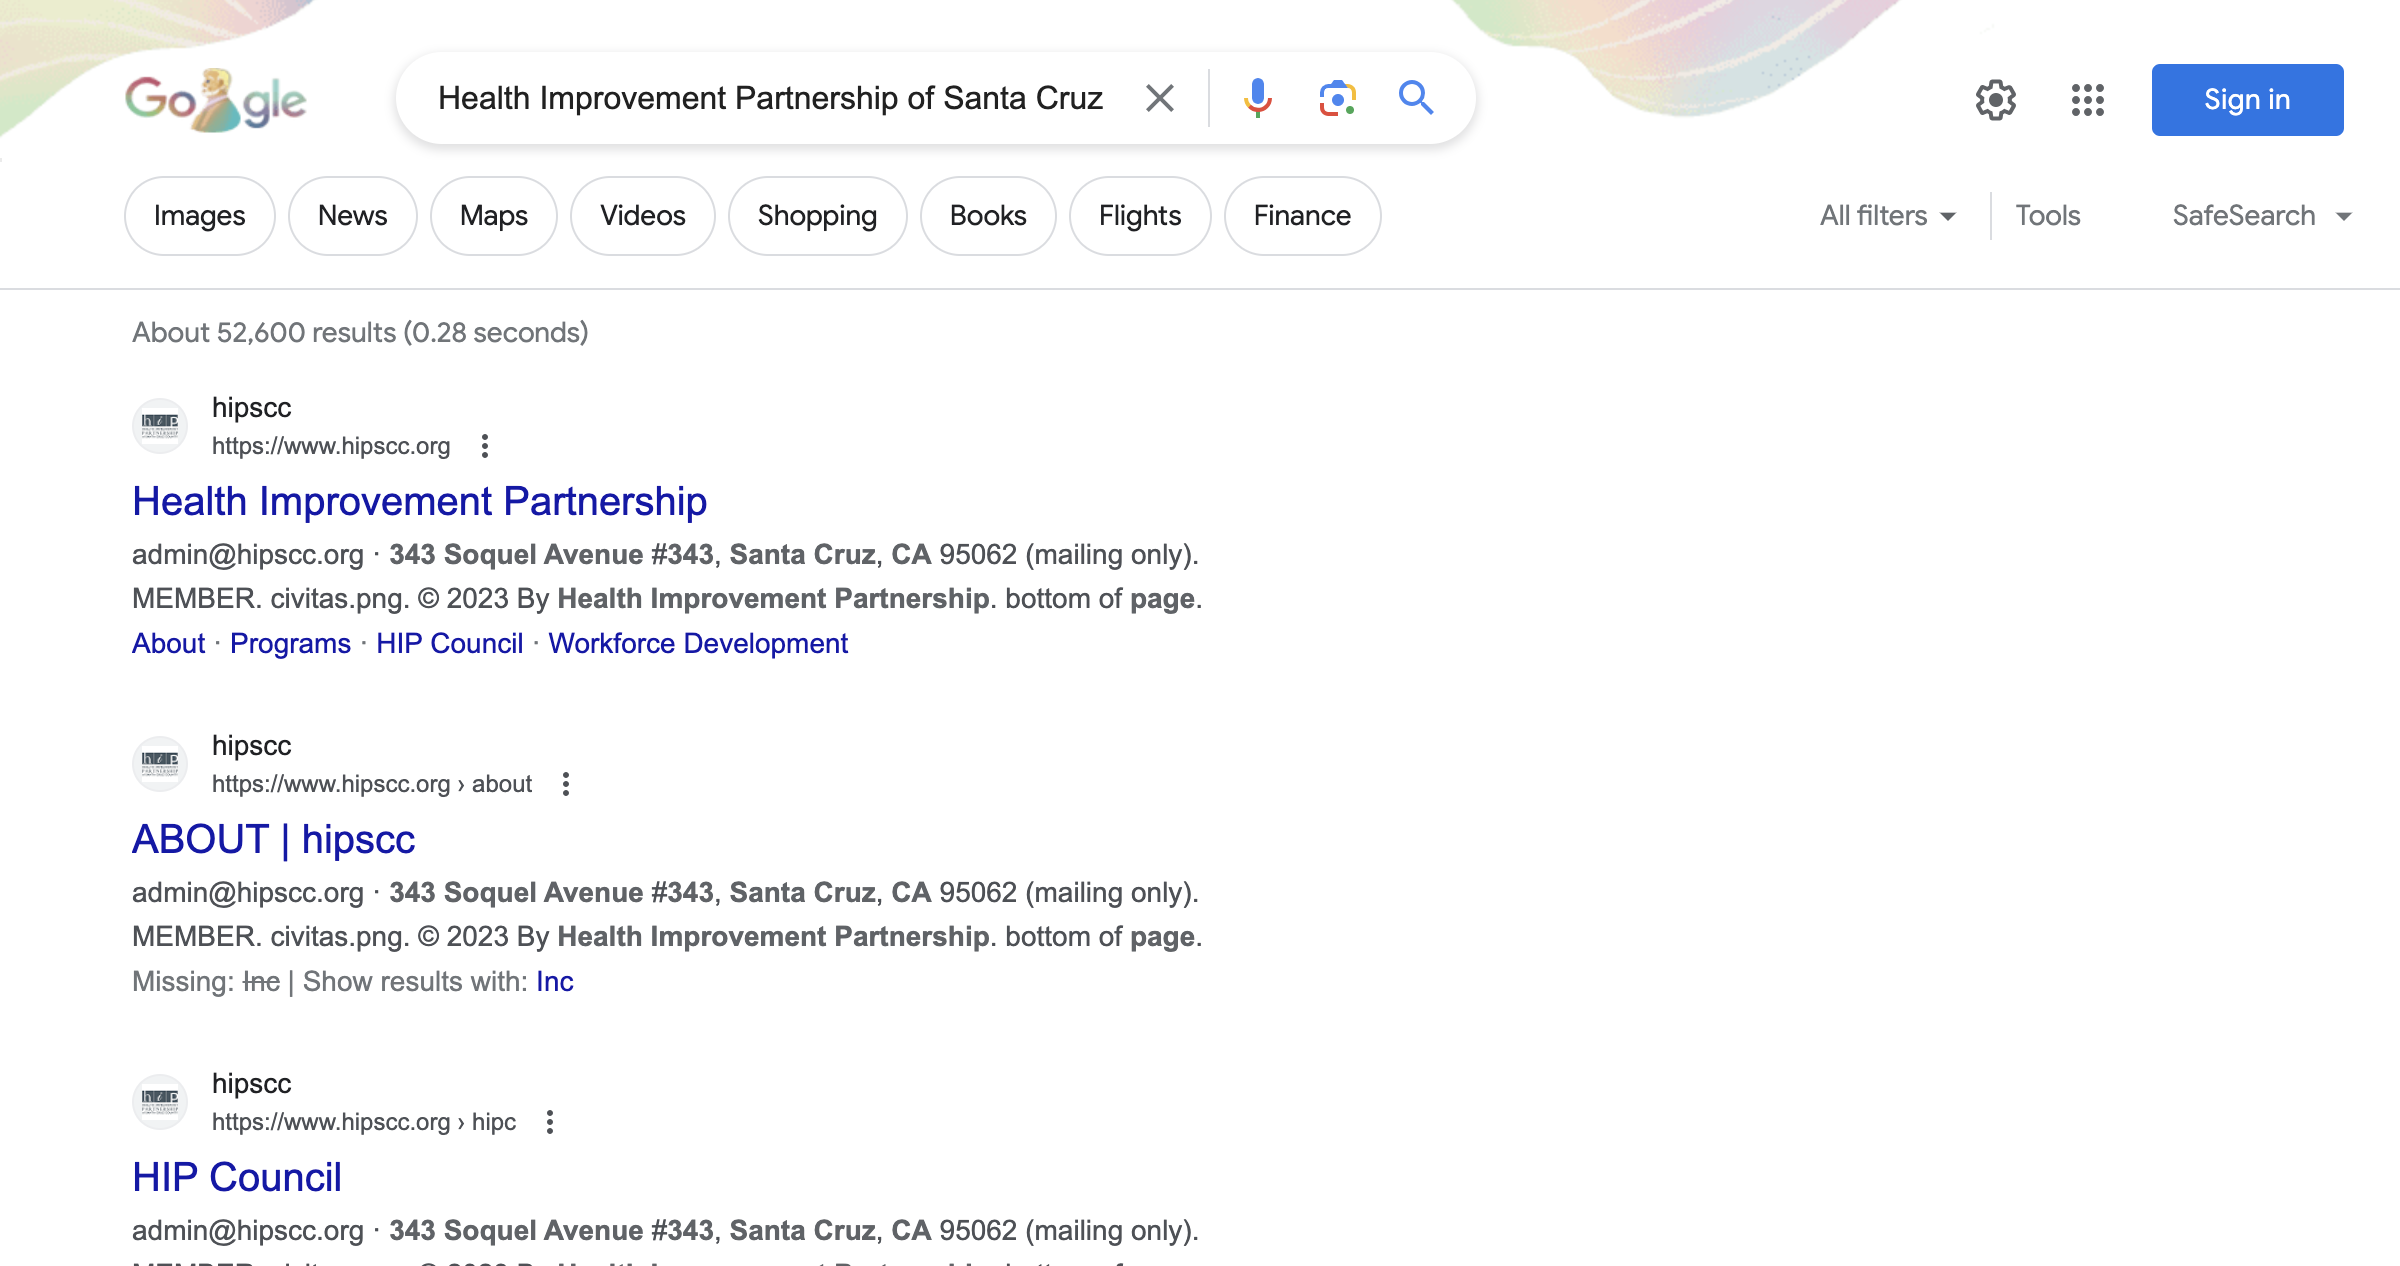 Google
Health Improvement Partnership of Santa Cruz
Sign in
Images
News
Maps
Videos
Shopping
Books
Flights
Finance
All filters
Tools
SafeSearch
About 52,600 results (0.28 seconds)
hipscc
https://www.hipscc.org
Health Improvement Partnership
admin@hipscc.org · 343 Soquel Avenue #343, Santa Cruz, CA 95062 (mailing only).
MEMBER. civitas.png. © 2023 By Health Improvement Partnership. bottom of page.
About · Programs · HIP Council · Workforce Development
hipscc
https://www.hipscc.org › about
ABOUT | hipscc
admin@hipscc.org · 343 Soquel Avenue #343, Santa Cruz, CA 95062 (mailing only).
MEMBER. civitas.png. © 2023 By Health Improvement Partnership. bottom of page.
Missing: Inc | Show results with: Inc
hipscc
https://www.hipscc.org › hipc
HIP Council
admin@hipscc.org · 343 Soquel Avenue #343, Santa Cruz, CA 95062 (mailing only).